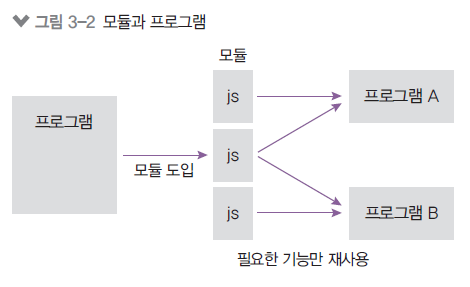 그림 3-2 모듈과 프로그램
모듈
프로그램
모듈 도입
js
js
js
프로그램 A
프로그램 B
필요한 기능만 재사용